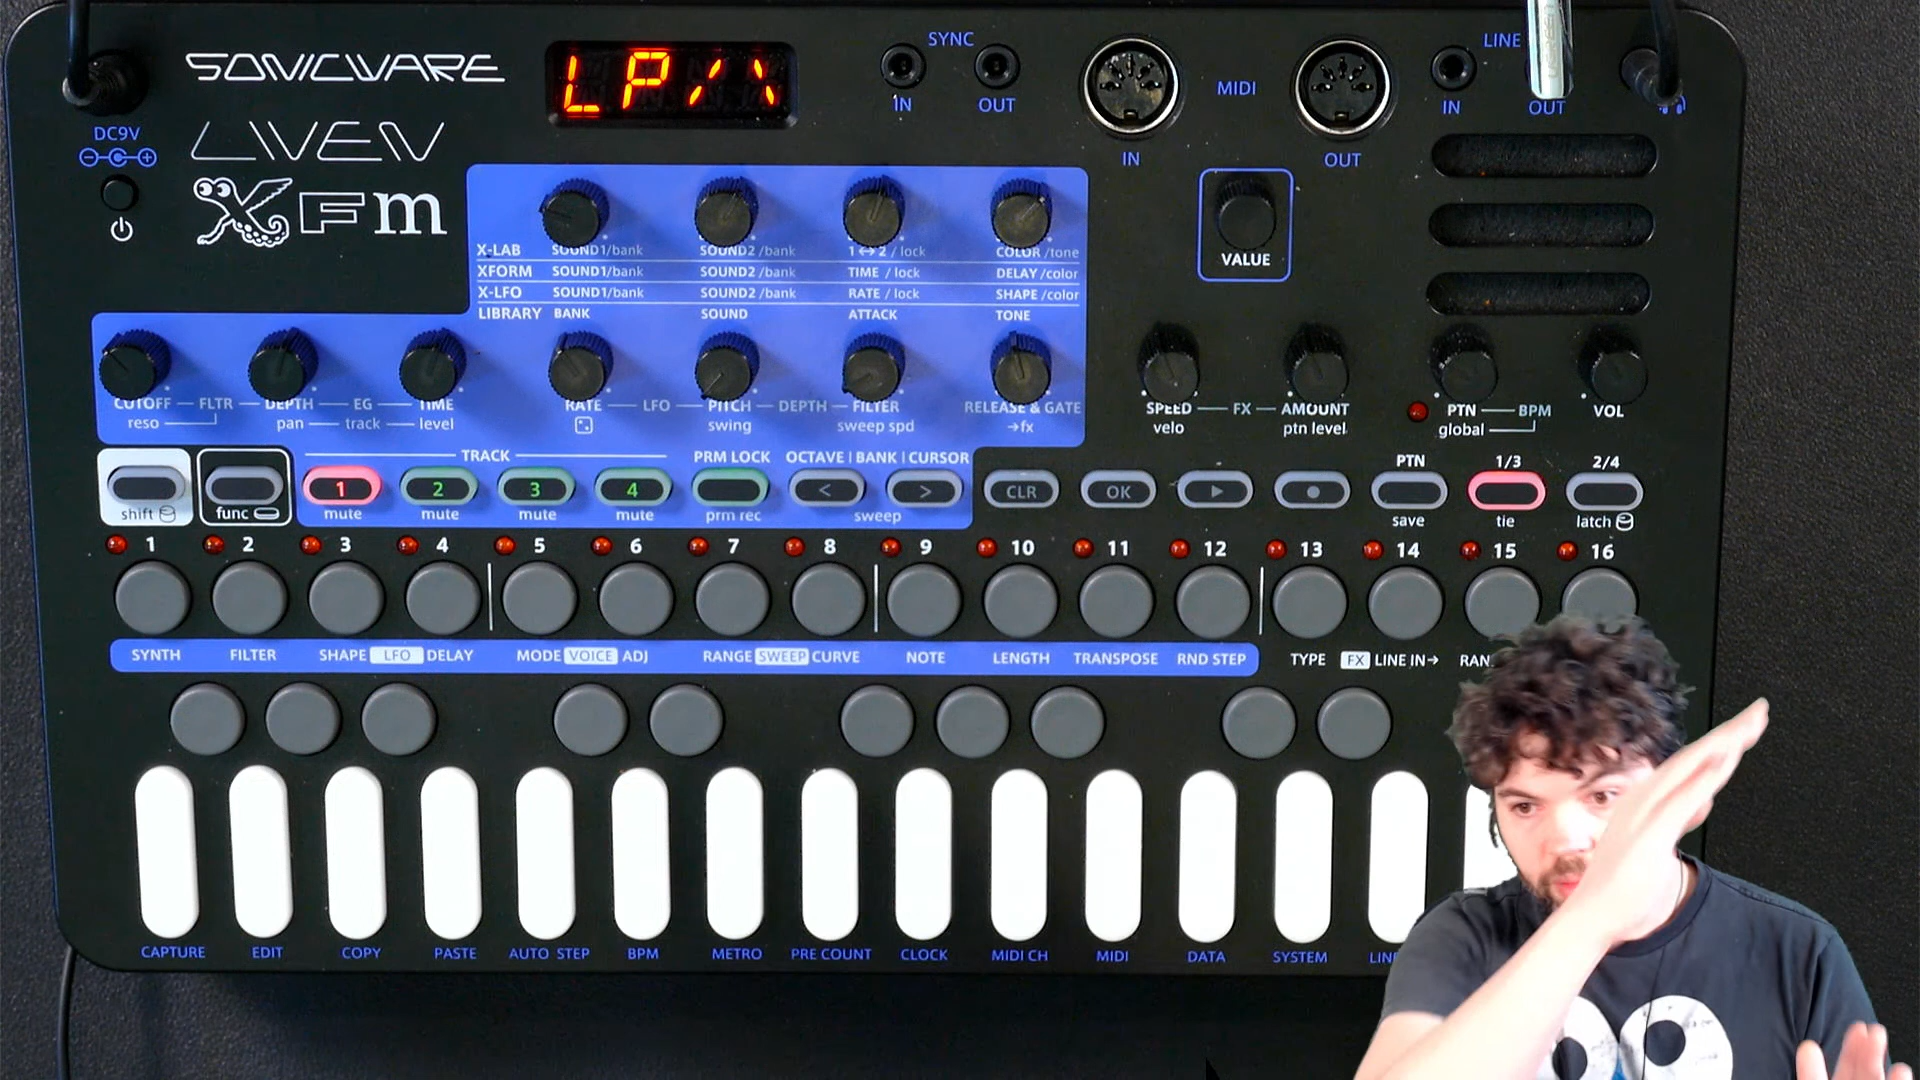 SONICWARE
LP
SYNC
IN
OUT
MIDI
IN
OUT
LINE
IN
OUT
DC9V
LIVEN
XFM
VALUE
X-LAB SOUND1/bank SOUND2 /bank 1↔2 / lock COLOR /tone
XFORM SOUND1/bank SOUND2 /bank TIME / lock DELAY /color
X-LFO SOUND1/bank SOUND2 /bank RATE / lock SHAPE /color
LIBRARY BANK SOUND ATTACK TONE
CUTOFF — FLTR — DEPTH — EG — TIME RATE — LFO — PITCH — DEPTH — FILTER RELEASE & GATE SPEED — FX — AMOUNT PTN — BPM VOL
reso pan — track — level swing sweep spd →fx velo ptn level global
TRACK PRM LOCK OCTAVE | BANK | CURSOR PTN 1/3 2/4
1 2 3 4 < > CLR OK
shift func mute mute mute mute prm rec sweep save tie latch
1 2 3 4 5 6 7 8 9 10 11 12 13 14 15 16
SYNTH FILTER SHAPE LFO DELAY MODE VOICE ADJ RANGE SWEEP CURVE NOTE LENGTH TRANSPOSE RND STEP TYPE FX LINE IN→
CAPTURE EDIT COPY PASTE AUTO STEP BPM METRO PRE COUNT CLOCK MIDI CH MIDI DATA SYSTEM